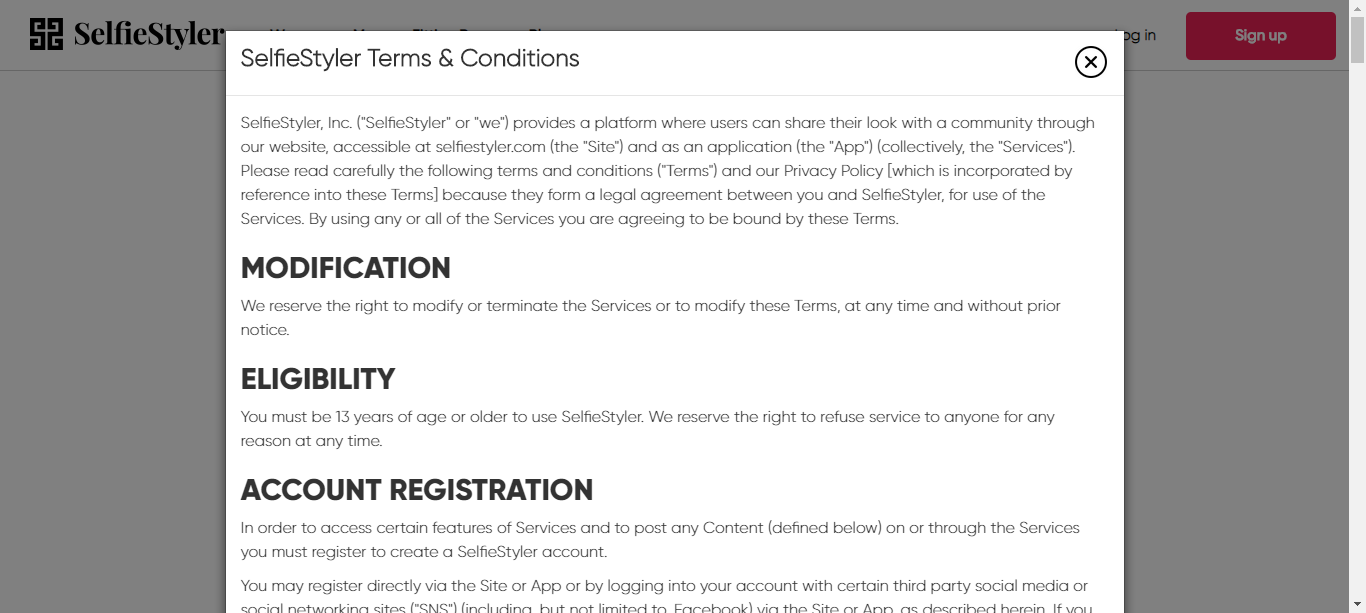 SelfieStyler
Log in
Sign up
SelfieStyler Terms & Conditions
SelfieStyler, Inc. ("SelfieStyler" or "we") provides a platform where users can share their look with a community through
our website, accessible at selfiestyler.com (the "Site") and as an application (the "App") (collectively, the "Services").
Please read carefully the following terms and conditions ("Terms") and our Privacy Policy [which is incorporated by
reference into these Terms] because they form a legal agreement between you and SelfieStyler, for use of the
Services. By using any or all of the Services you are agreeing to be bound by these Terms.
MODIFICATION
We reserve the right to modify or terminate the Services or to modify these Terms, at any time and without prior
notice.
ELIGIBILITY
You must be 13 years of age or older to use SelfieStyler. We reserve the right to refuse service to anyone for any
reason at any time.
ACCOUNT REGISTRATION
In order to access certain features of Services and to post any Content (defined below) on or through the Services
you must register to create a SelfieStyler account.
You may register directly via the Site or App or by logging into your account with certain third party social media or
social networking sites ("SNS") (including, but not limited to, Facebook) via the Site or App, as described herein. If you